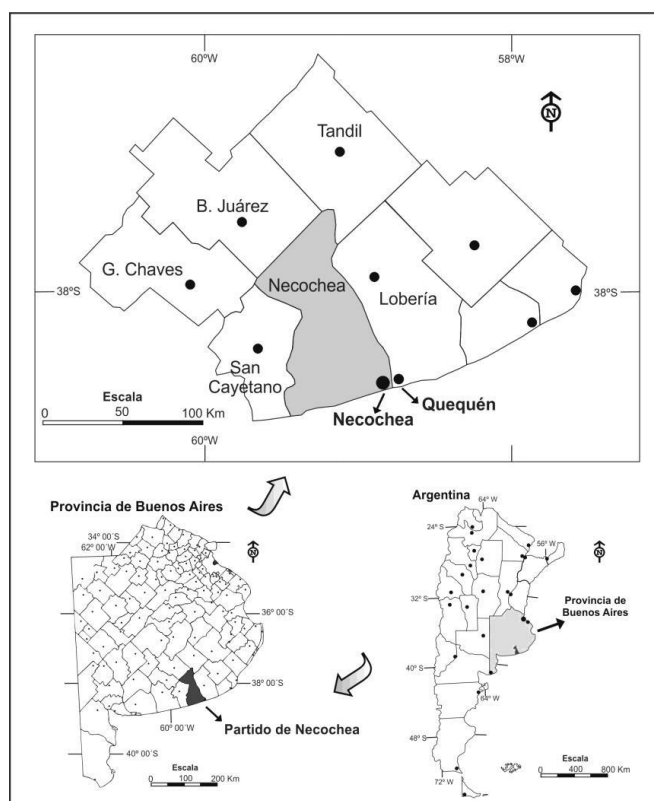 60ºW
58ºW
N
Tandil
B. Juárez
G. Chaves
Necochea
Lobería
38ºS
38ºS
San
Cayetano
Escala
0 50 100 Km
Quequén
Necochea
60ºW
Provincia de Buenos Aires
34º 00´S
62º 00´W
N
36º 00´S
38º 00´S
60º 00´W
Partido de Necochea
40º 00´S
Escala
0 100 200 Km
Argentina
64º W
24º S
56º W
N
32º S
Provincia de
Buenos Aires
40º S
64º W
48º S
72º W
Escala
0 400 800 Km